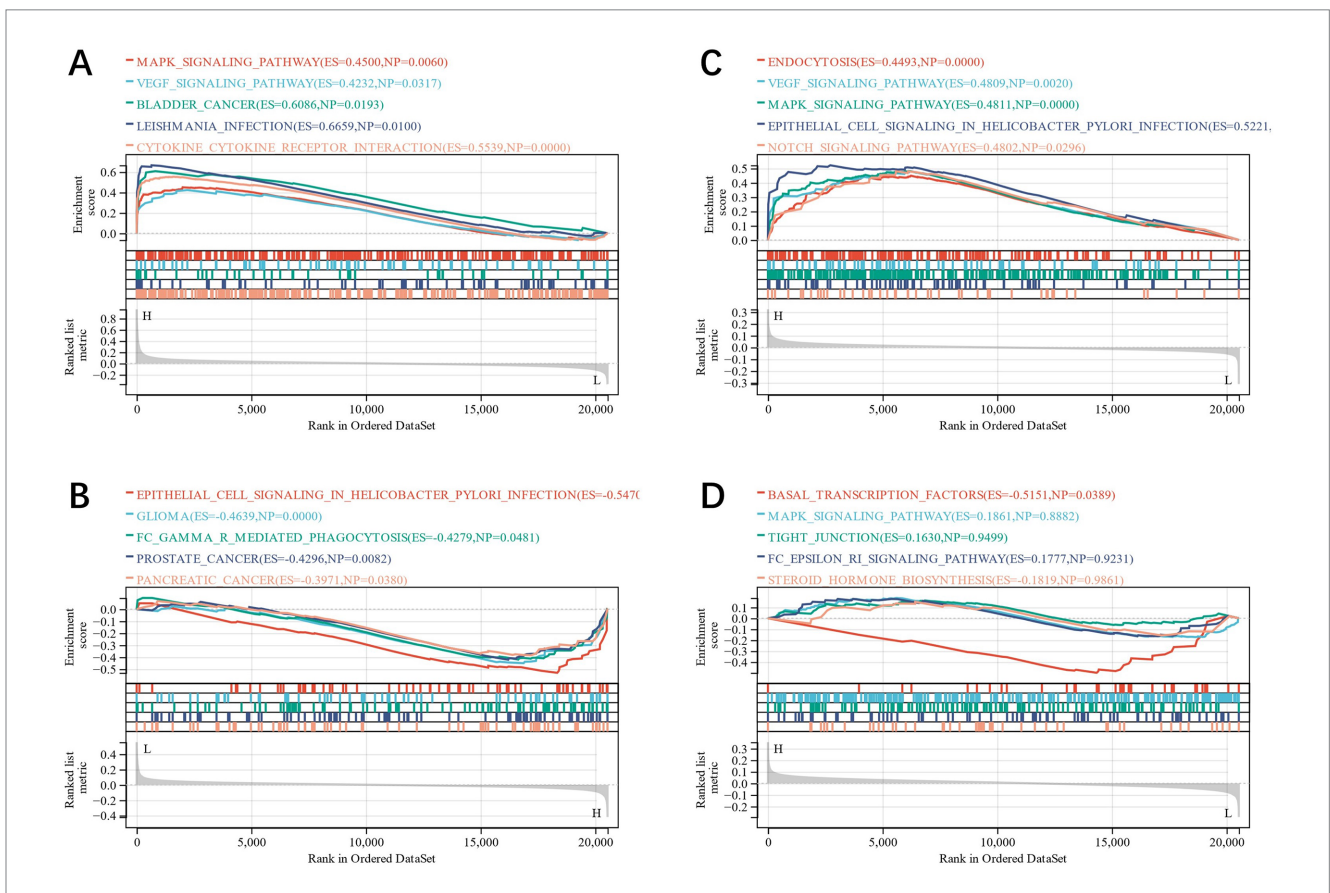 A
MAPK_SIGNALING_PATHWAY(ES=0.4500,NP=0.0060)
VEGF_SIGNALING_PATHWAY(ES=0.4232,NP=0.0317)
BLADDER_CANCER(ES=0.6086,NP=0.0193)
LEISHMANIA_INFECTION(ES=0.6659,NP=0.0100)
CYTOKINE_CYTOKINE_RECEPTOR_INTERACTION(ES=0.5539,NP=0.0000)
Enrichment score
0.6
0.4
0.2
0.0
Ranked list metric
0.8
0.6
0.4
0.2
0.0
−0.2
H
L
0 5,000 10,000 15,000 20,000
Rank in Ordered DataSet
C
ENDOCYTOSIS(ES=0.4493,NP=0.0000)
VEGF_SIGNALING_PATHWAY(ES=0.4809,NP=0.0020)
MAPK_SIGNALING_PATHWAY(ES=0.4811,NP=0.0000)
EPITHELIAL_CELL_SIGNALING_IN_HELICOBACTER_PYLORI_INFECTION(ES=0.5221,
NOTCH_SIGNALING_PATHWAY(ES=0.4802,NP=0.0296)
Enrichment score
0.5
0.4
0.3
0.2
0.1
0.0
Ranked list metric
0.3
0.2
0.1
0.0
−0.1
−0.2
−0.3
H
L
0 5,000 10,000 15,000 20,000
Rank in Ordered DataSet
B
EPITHELIAL_CELL_SIGNALING_IN_HELICOBACTER_PYLORI_INFECTION(ES=-0.5470
GLIOMA(ES=-0.4639,NP=0.0000)
FC_GAMMA_R_MEDIATED_PHAGOCYTOSIS(ES=-0.4279,NP=0.0481)
PROSTATE_CANCER(ES=-0.4296,NP=0.0082)
PANCREATIC_CANCER(ES=-0.3971,NP=0.0380)
Enrichment score
0.0
−0.1
−0.2
−0.3
−0.4
−0.5
Ranked list metric
0.4
0.2
0.0
−0.2
−0.4
L
H
0 5,000 10,000 15,000 20,000
Rank in Ordered DataSet
D
BASAL_TRANSCRIPTION_FACTORS(ES=-0.5151,NP=0.0389)
MAPK_SIGNALING_PATHWAY(ES=0.1861,NP=0.8882)
TIGHT_JUNCTION(ES=0.1630,NP=0.9499)
FC_EPSILON_RI_SIGNALING_PATHWAY(ES=0.1777,NP=0.9231)
STEROID_HORMONE_BIOSYNTHESIS(ES=-0.1819,NP=0.9861)
Enrichment score
0.1
0.0
−0.1
−0.2
−0.3
−0.4
Ranked list metric
0.3
0.2
0.1
0.0
−0.1
−0.2
H
L
0 5,000 10,000 15,000 20,000
Rank in Ordered DataSet